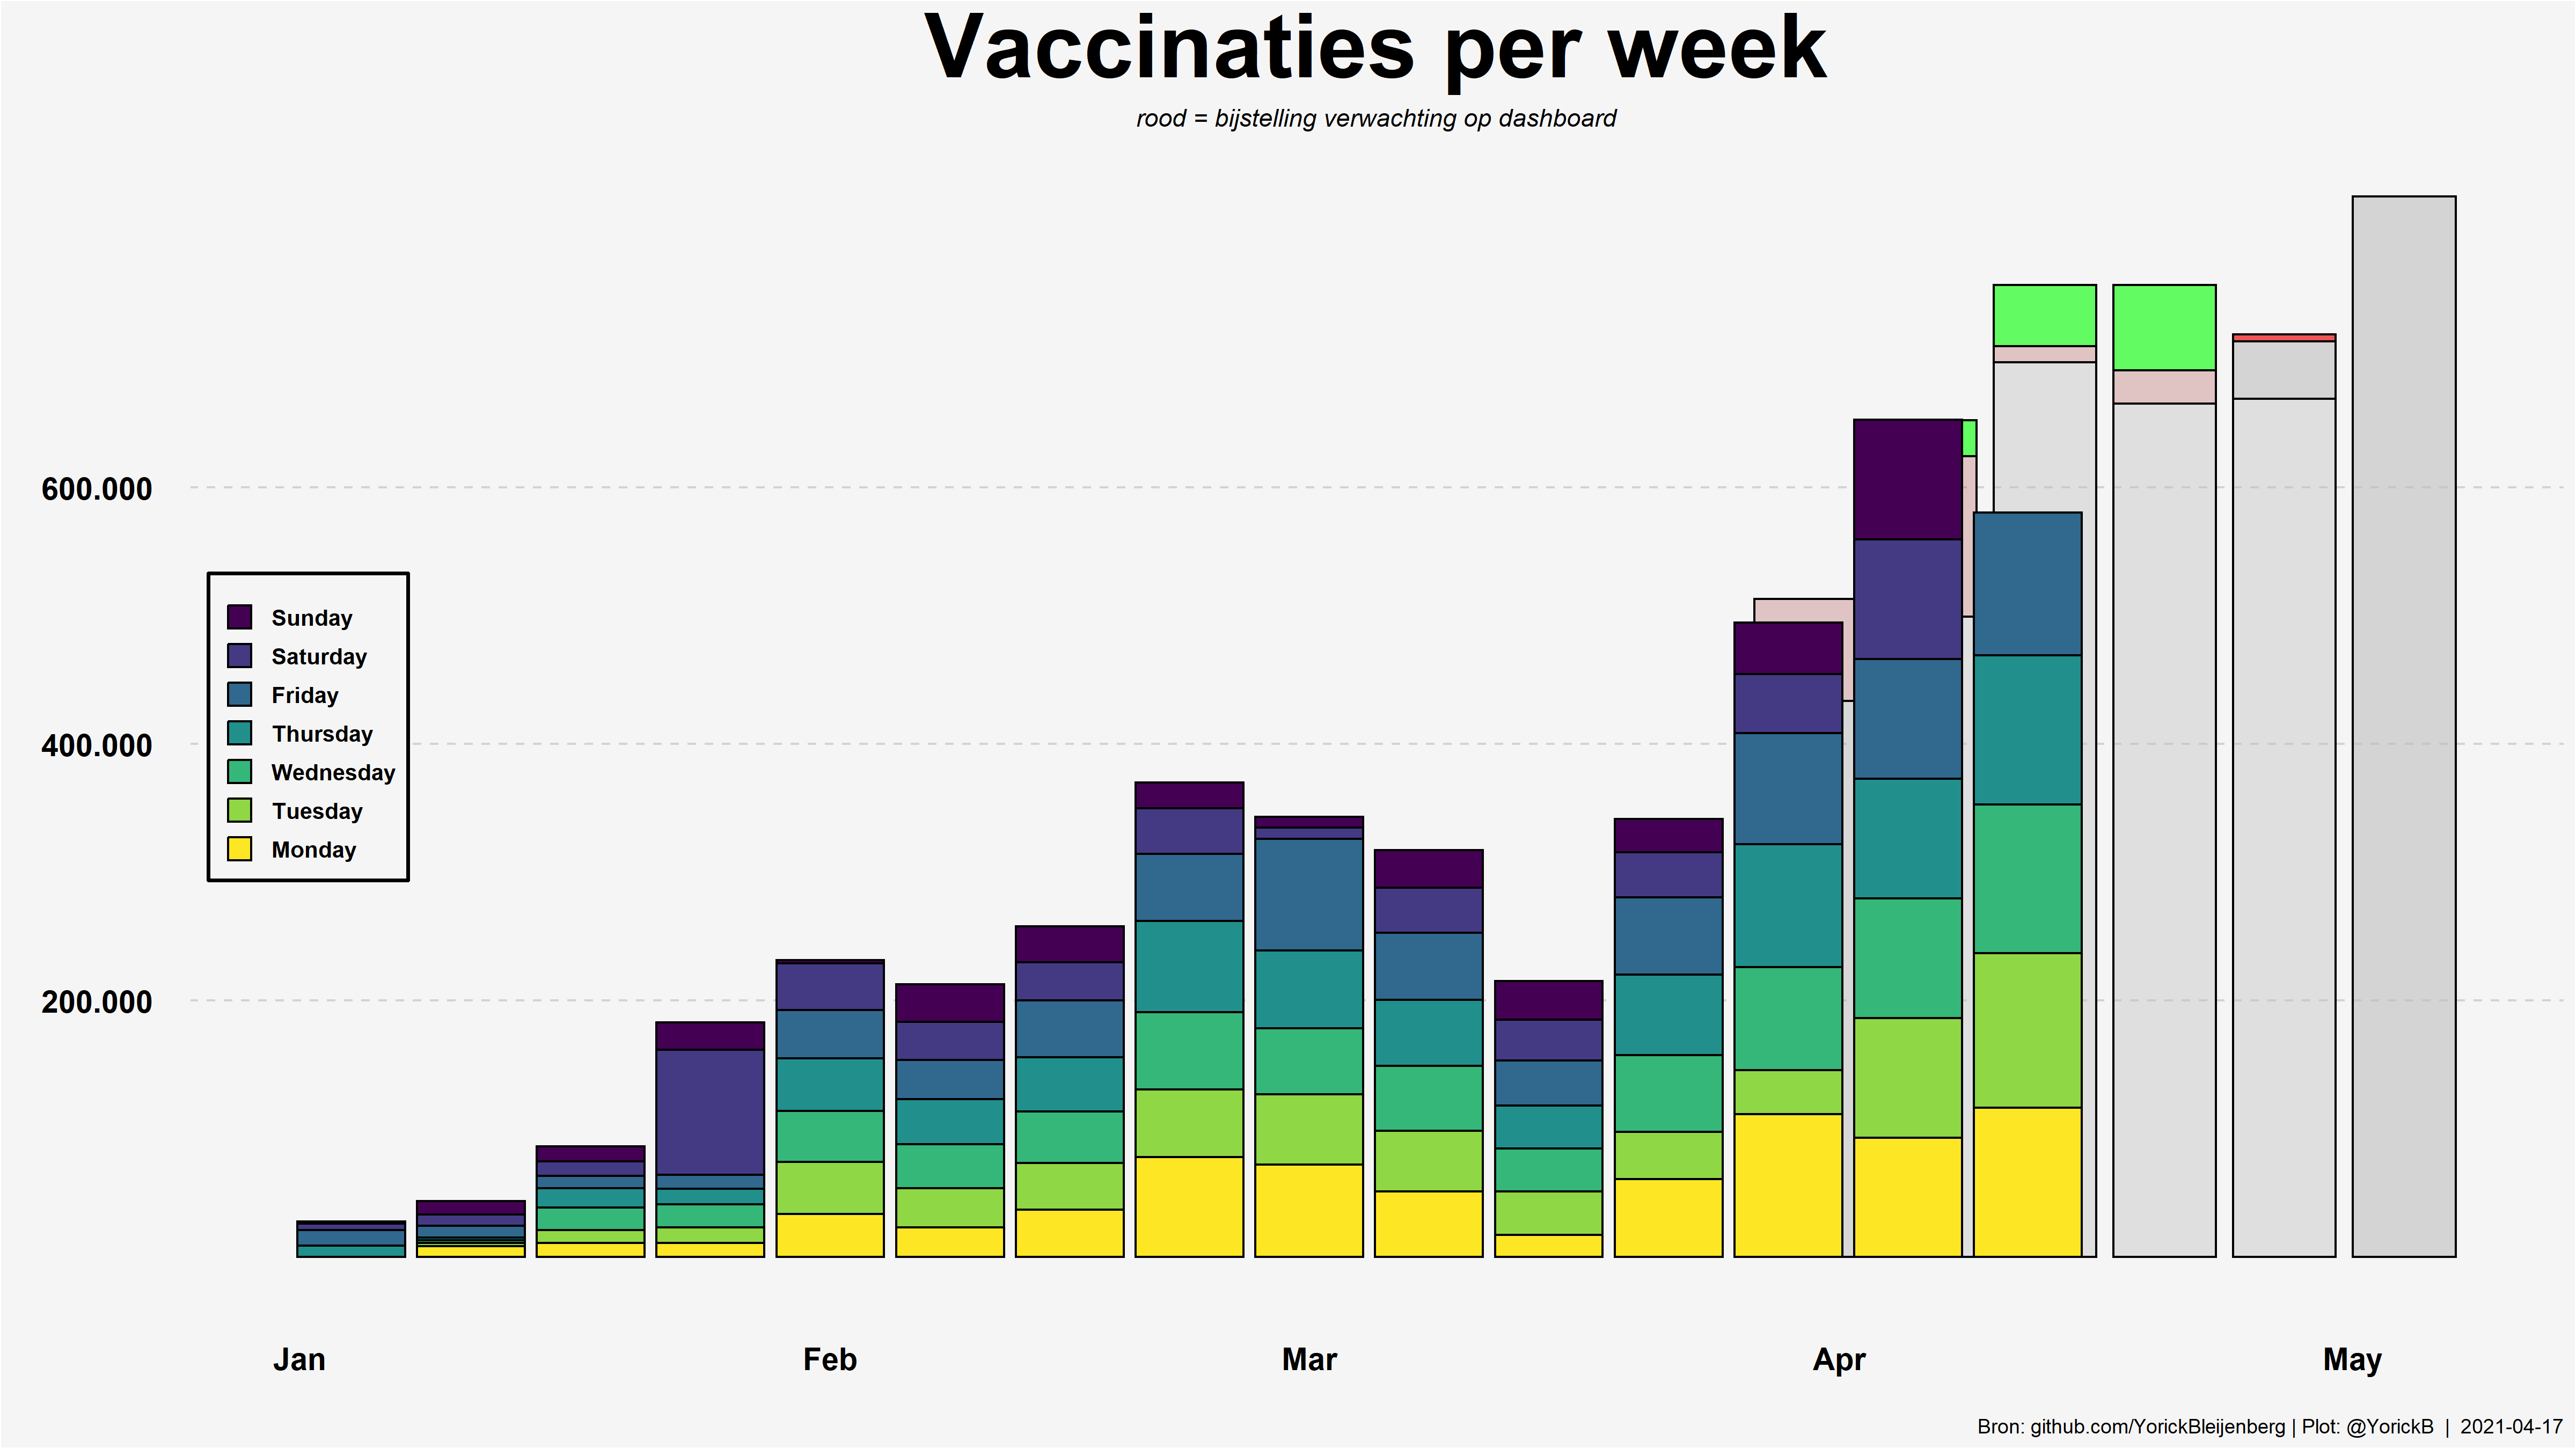 Vaccinaties per week
rood = bijstelling verwachting op dashboard
600.000
400.000
200.000
Sunday
Saturday
Friday
Thursday
Wednesday
Tuesday
Monday
Jan Feb Mar Apr May
Bron: github.com/YorickBleijenberg | Plot: @YorickB | 2021-04-17